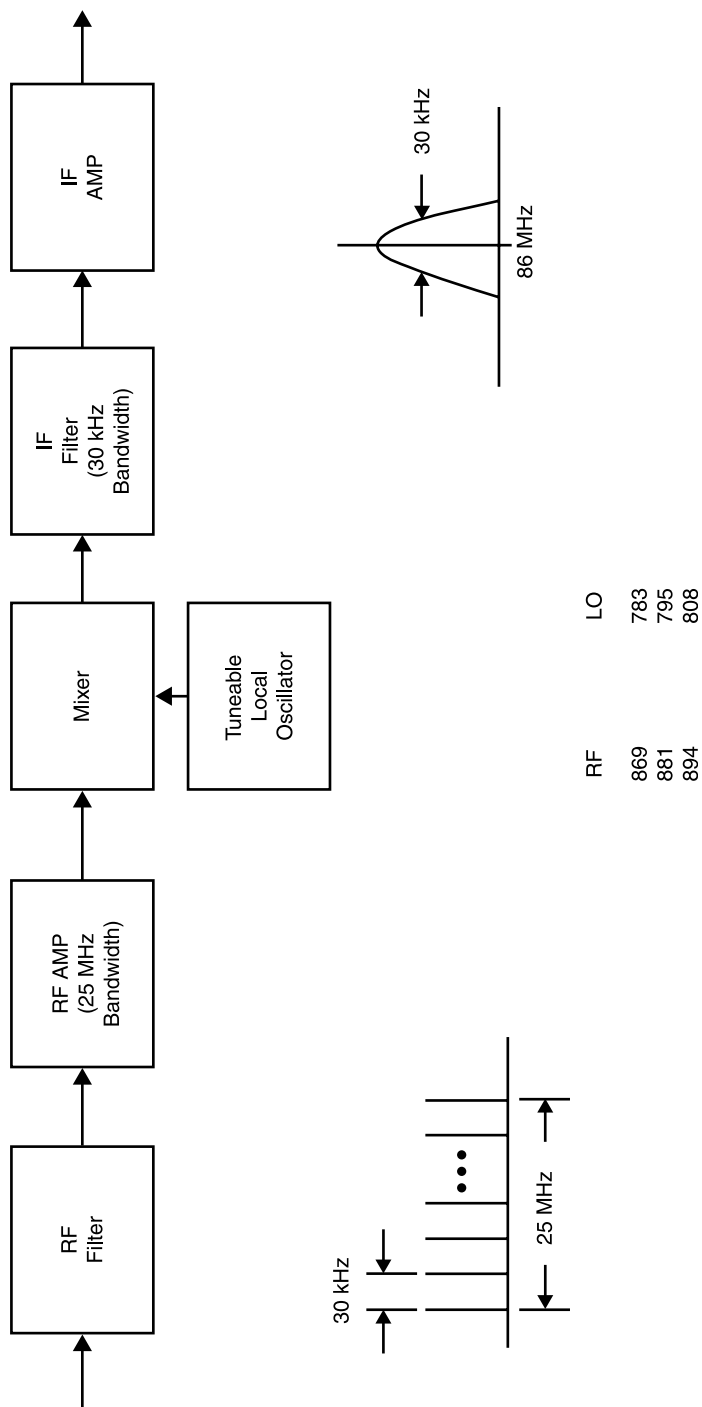 RF
Filter
RF AMP
(25 MHz
Bandwidth)
Mixer
IF
Filter
(30 kHz
Bandwidth)
IF
AMP
Tuneable
Local
Oscillator
30 kHz
25 MHz
30 kHz
86 MHz
RF LO
869 783
881 795
894 808